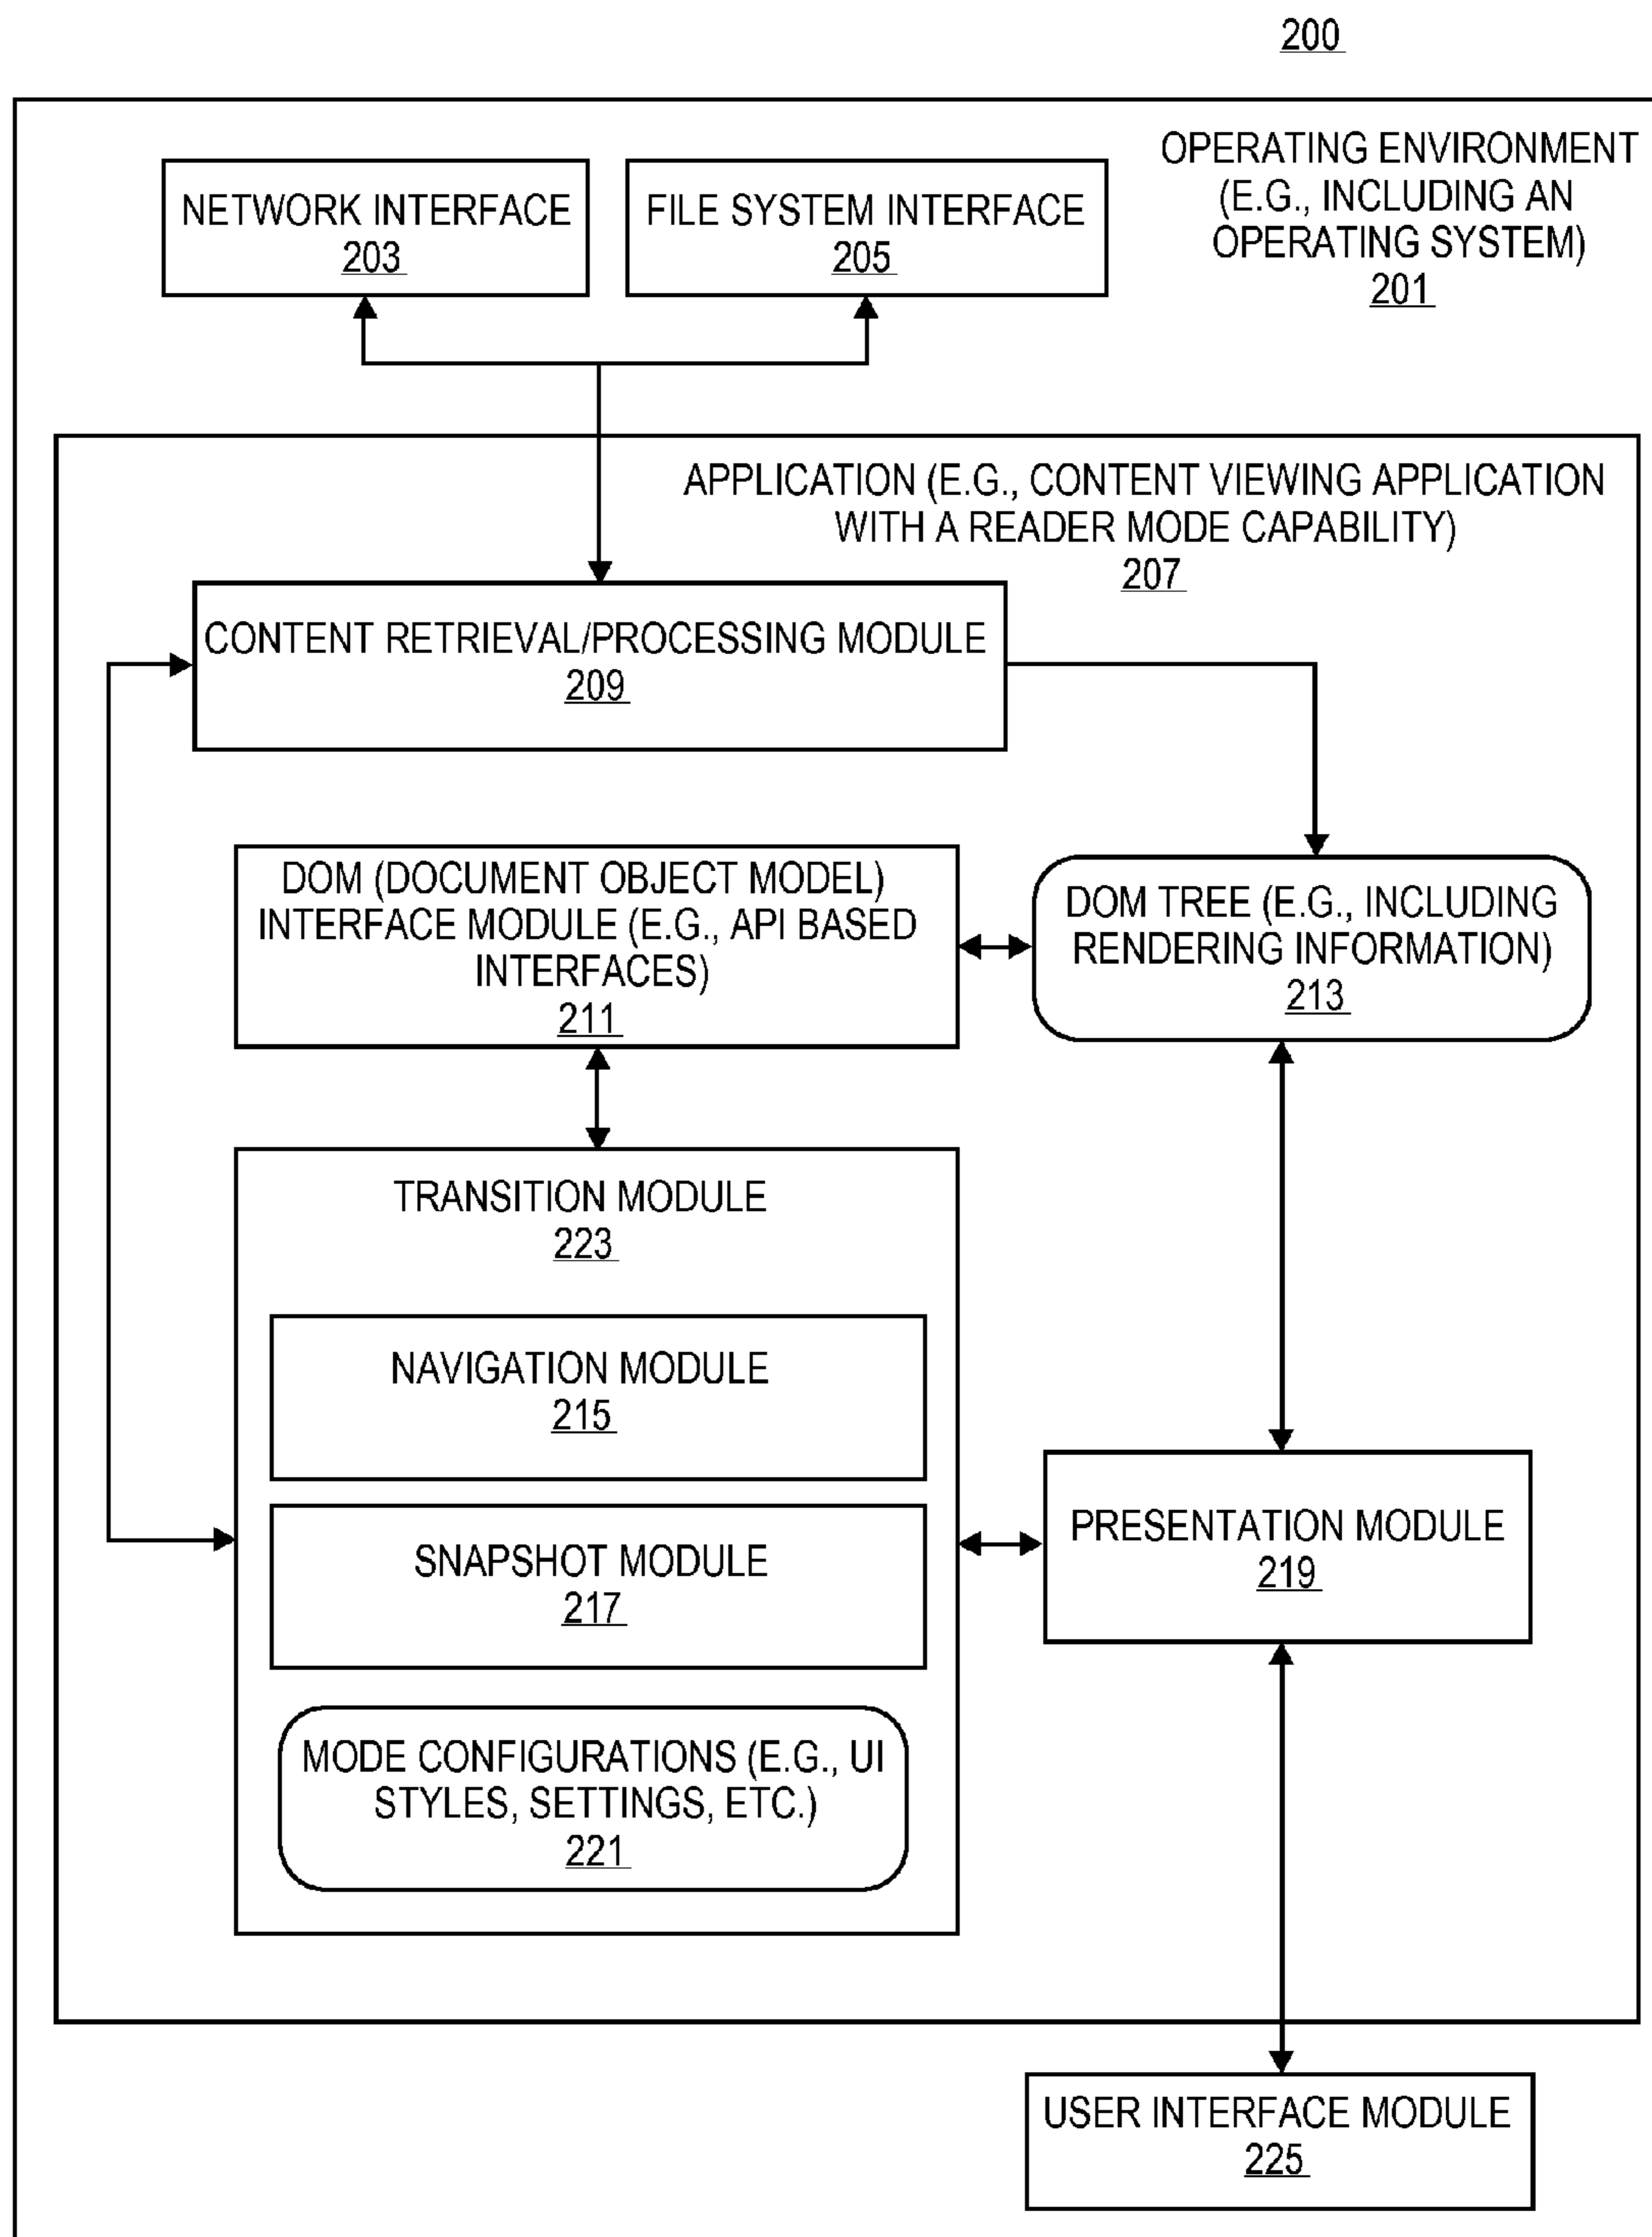 200
OPERATING ENVIRONMENT
(E.G., INCLUDING AN
OPERATING SYSTEM)
201
NETWORK INTERFACE
203
FILE SYSTEM INTERFACE
205
APPLICATION (E.G., CONTENT VIEWING APPLICATION
WITH A READER MODE CAPABILITY)
207
CONTENT RETRIEVAL/PROCESSING MODULE
209
DOM (DOCUMENT OBJECT MODEL)
INTERFACE MODULE (E.G., API BASED
INTERFACES)
211
DOM TREE (E.G., INCLUDING
RENDERING INFORMATION)
213
TRANSITION MODULE
223
NAVIGATION MODULE
215
SNAPSHOT MODULE
217
MODE CONFIGURATIONS (E.G., UI
STYLES, SETTINGS, ETC.)
221
PRESENTATION MODULE
219
USER INTERFACE MODULE
225